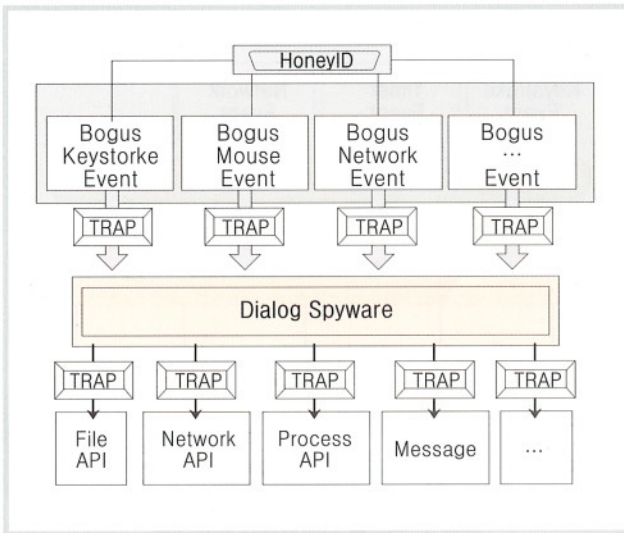 HoneyID
Bogus
Keystorke
Event
Bogus
Mouse
Event
Bogus
Network
Event
Bogus
...
Event
TRAP
TRAP
TRAP
TRAP
Dialog Spyware
TRAP
TRAP
TRAP
TRAP
TRAP
File
API
Network
API
Process
API
Message
...